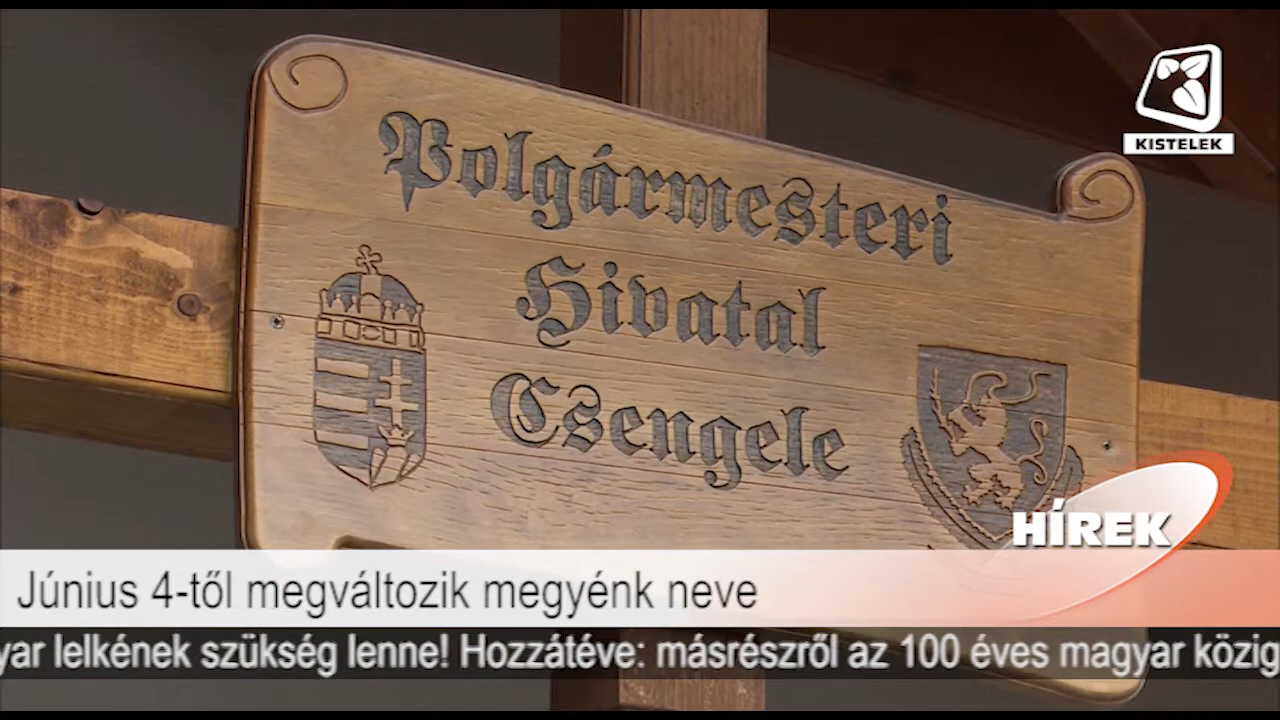 KISTELEK
Polgármesteri
Hivatal
Csengele
HÍREK
Június 4-től megváltozik megyénk neve
yar lelkének szükség lenne! Hozzátéve: másrészről az 100 éves magyar közig